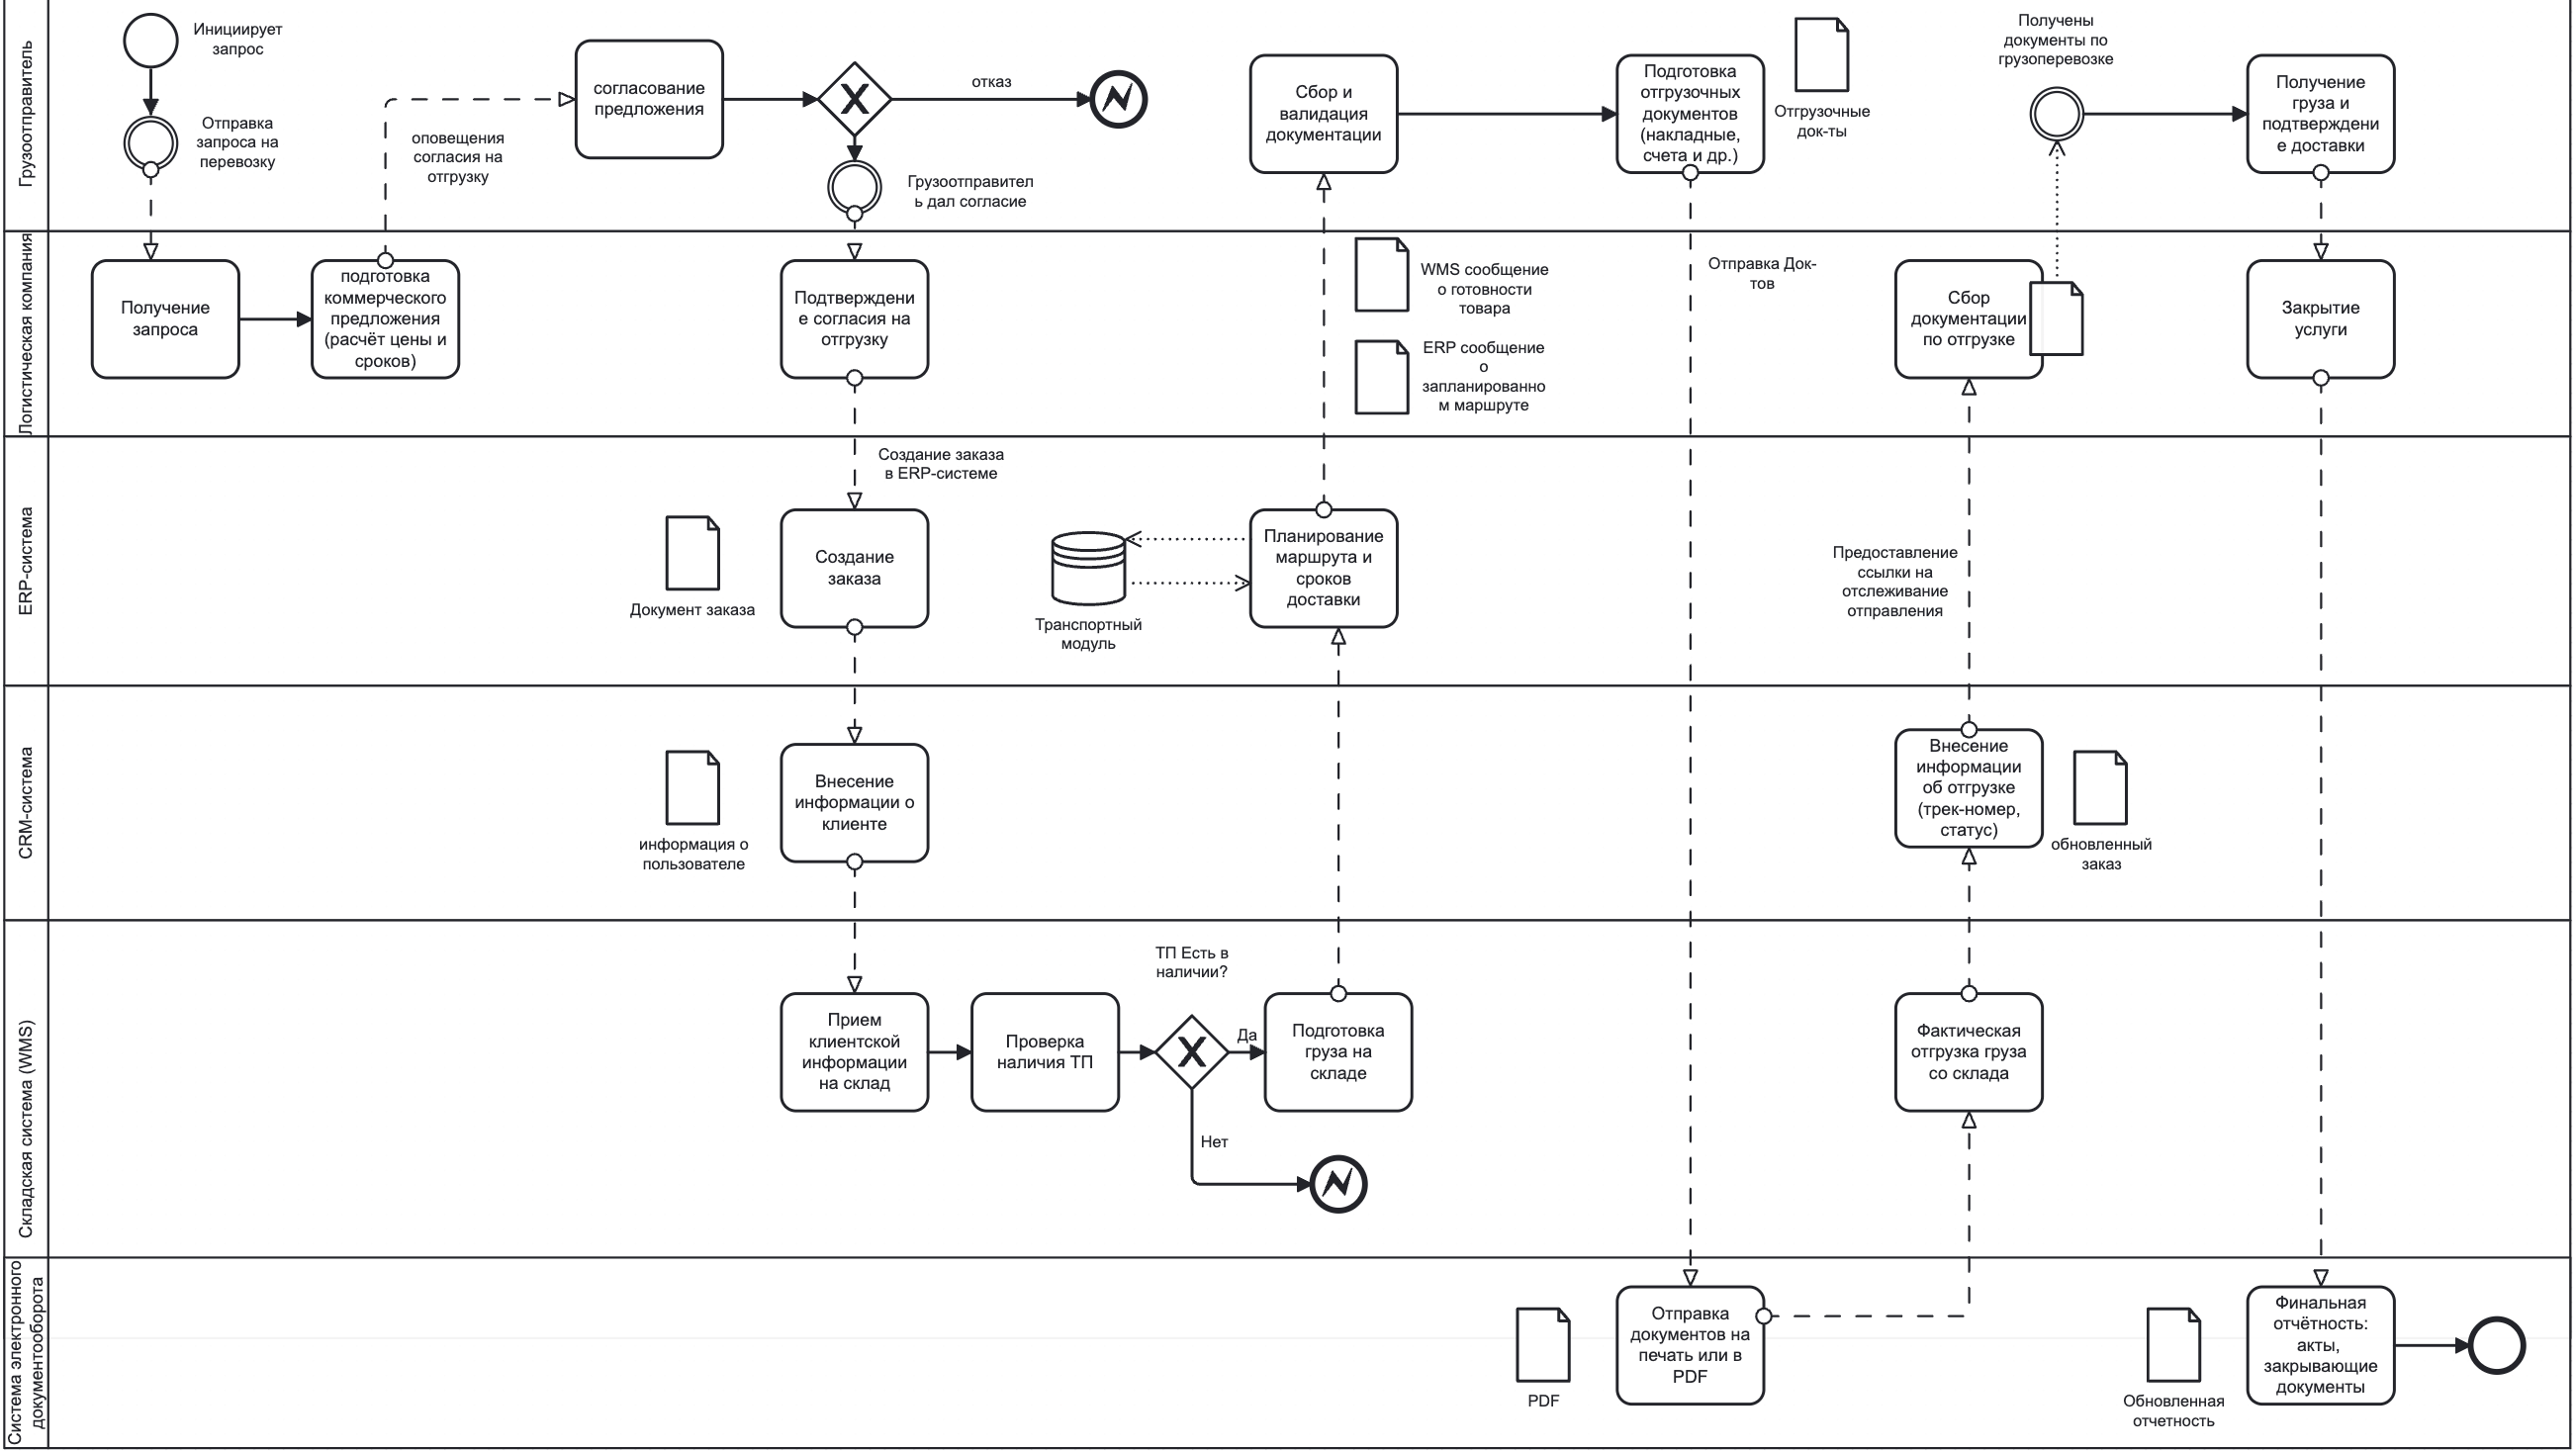 Грузоотправитель
Инициирует
запрос
Отправка
запроса на
перевозку
оповещения
согласия на
отгрузку
согласование
предложения
X
отказ
Грузоотправител
ь дал согласие
Сбор и
валидация
документации
Подготовка
отгрузочных
документов
(накладные,
счета и др.)
Отгрузочные
док-ты
Получены
документы по
грузоперевозке
Получение
груза и
подтверждени
е доставки
Логистическая компания
Получение
запроса
подготовка
коммерческого
предложения
(расчёт цены и
сроков)
Подтверждени
е согласия на
отгрузку
WMS сообщение
о готовности
товара
ERP сообщение
о
запланированно
м маршруте
Отправка Док-
тов
Сбор
документации
по отгрузке
Закрытие
услуги
ERP-система
Создание заказа
в ERP-системе
Документ заказа
Создание
заказа
Транспортный
модуль
Планирование
маршрута и
сроков
доставки
Предоставление
ссылки на
отслеживание
отправления
CRM-система
информация о
пользователе
Внесение
информации о
клиенте
Внесение
информации
об отгрузке
(трек-номер,
статус)
обновленный
заказ
Складская система (WMS)
Прием
клиентской
информации
на склад
Проверка
наличия ТП
ТП Есть в
наличии?
X
Да
Нет
Подготовка
груза на
складе
Фактическая
отгрузка груза
со склада
Система электронного
документооборота
PDF
Отправка
документов на
печать или в
PDF
Обновленная
отчетность
Финальная
отчётность:
акты,
закрывающие
документы